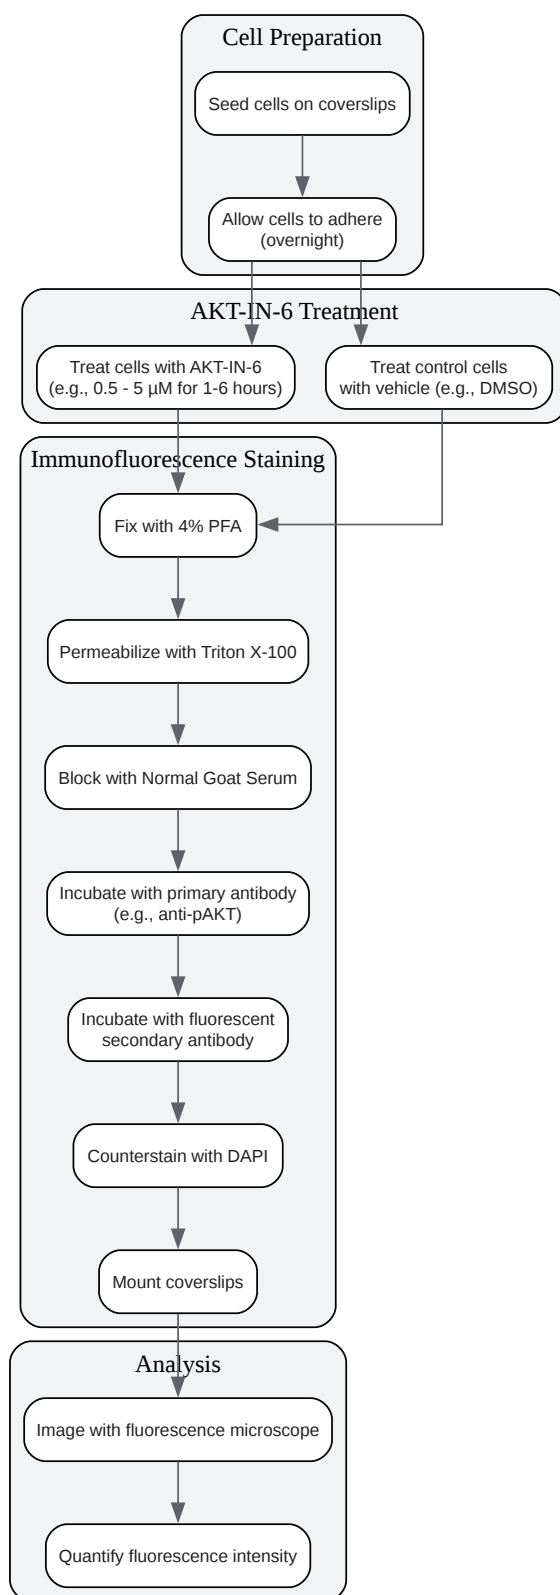 Cell Preparation
Seed cells on coverslips
Allow cells to adhere
(overnight)
AKT-IN-6 Treatment
Treat cells with AKT-IN-6
(e.g., 0.5 - 5 µM for 1-6 hours)
Treat control cells
with vehicle (e.g., DMSO)
Immunofluorescence Staining
Fix with 4% PFA
Permeabilize with Triton X-100
Block with Normal Goat Serum
Incubate with primary antibody
(e.g., anti-pAKT)
Incubate with fluorescent
secondary antibody
Counterstain with DAPI
Mount coverslips
Analysis
Image with fluorescence microscope
Quantify fluorescence intensity